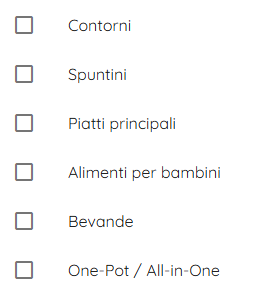 Contorni
Spuntini
Piatti principali
Alimenti per bambini
Bevande
One-Pot / All-in-One